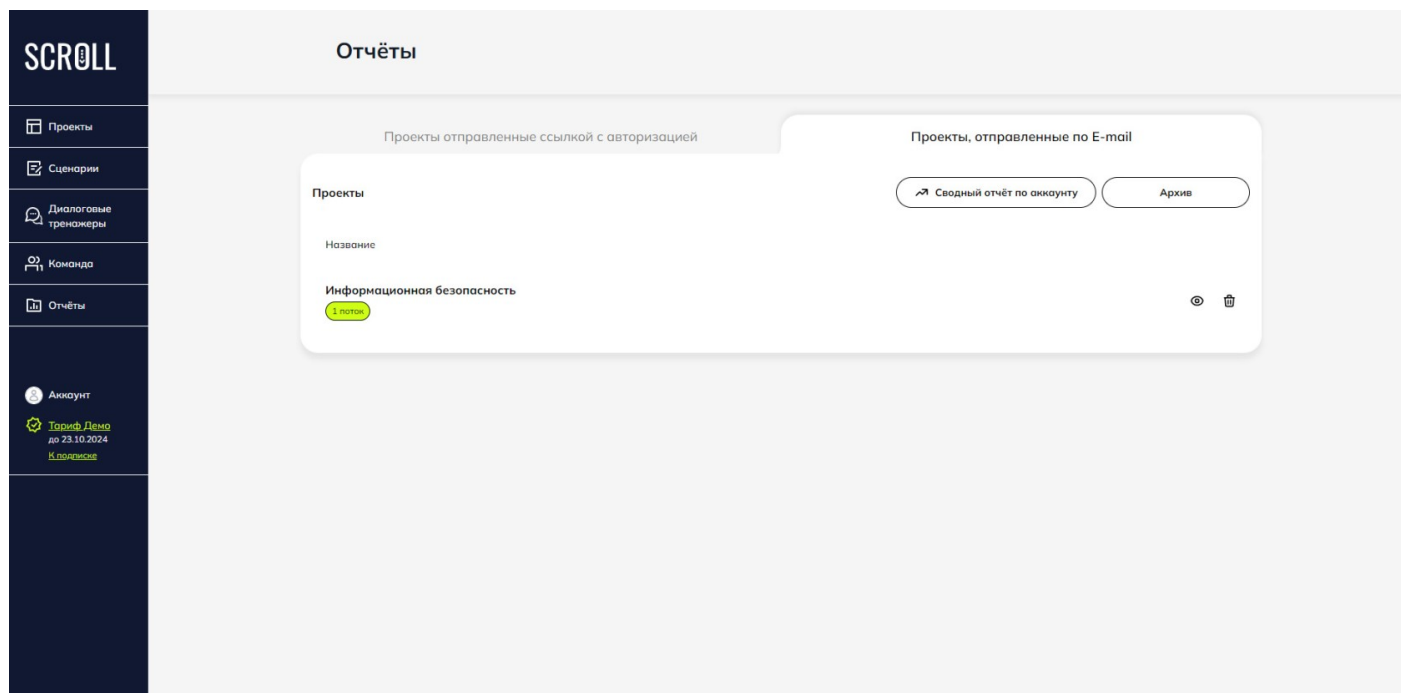 SCROLL
Проекты
Сценарии
Диалоговые
тренажеры
Команда
Отчёты
Аккаунт
Тариф Демо
до 23.10.2024
К подписке
Отчёты
Проекты отправленные ссылкой с авторизацией
Проекты, отправленные по E-mail
Проекты
Сводный отчёт по аккаунту
Архив
Название
Информационная безопасность
1 поток